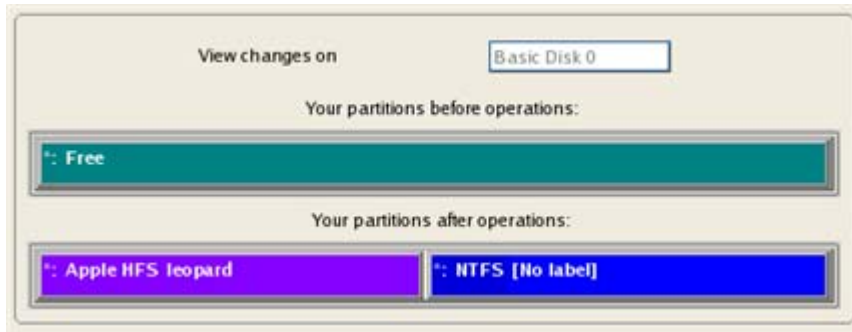 View changes on Basic Disk 0
Your partitions before operations:
*: Free
Your partitions after operations:
*: Apple HFS leopard *: NTFS [No label]